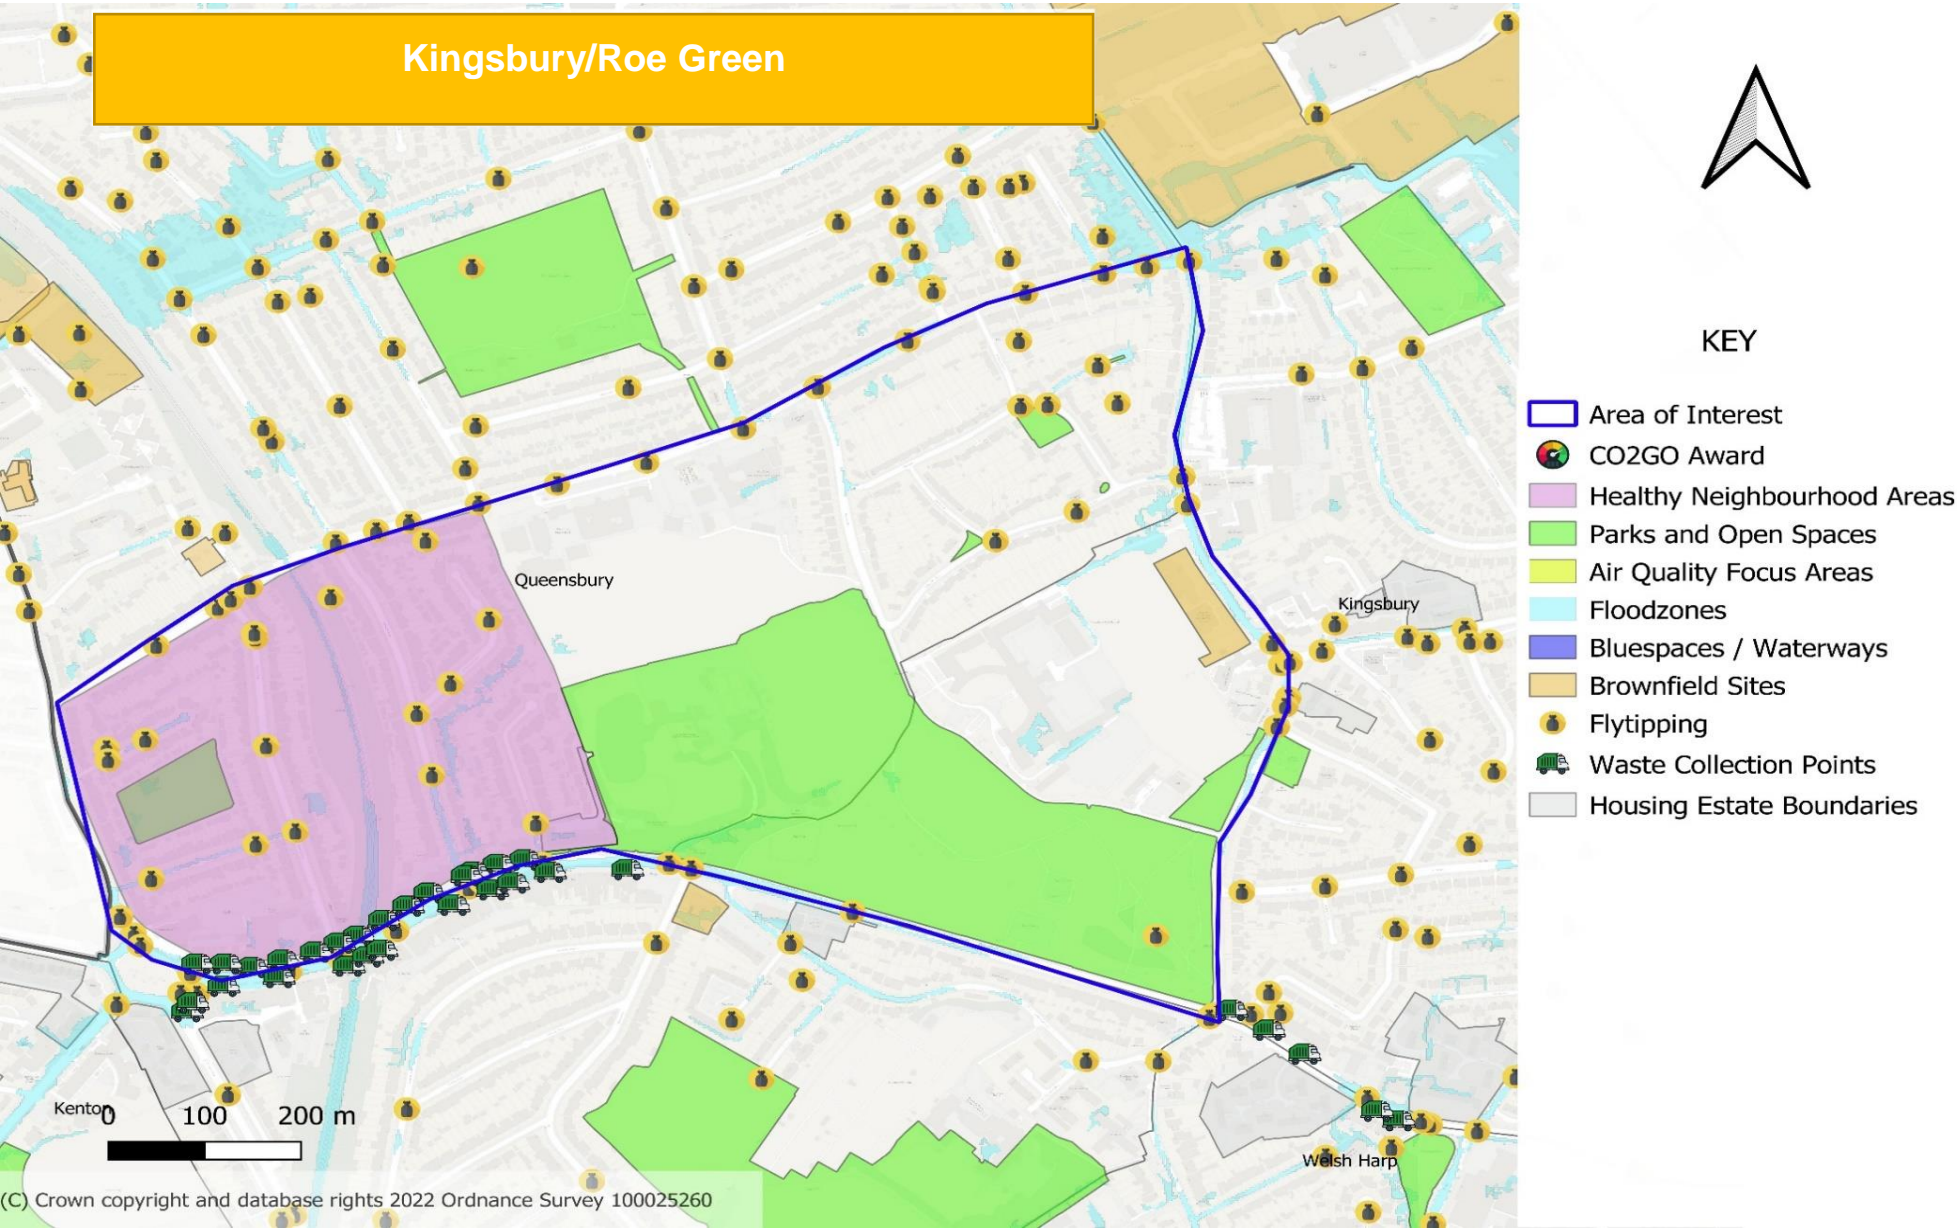 Kingsbury/Roe Green
KEY
Area of Interest
CO2GO Award
Healthy Neighbourhood Areas
Parks and Open Spaces
Air Quality Focus Areas
Floodzones
Bluespaces / Waterways
Brownfield Sites
Flytipping
Waste Collection Points
Housing Estate Boundaries
Queensbury
Kingsbury
Kenton
0 100 200 m
Welsh Harp
(C) Crown copyright and database rights 2022 Ordnance Survey 100025260